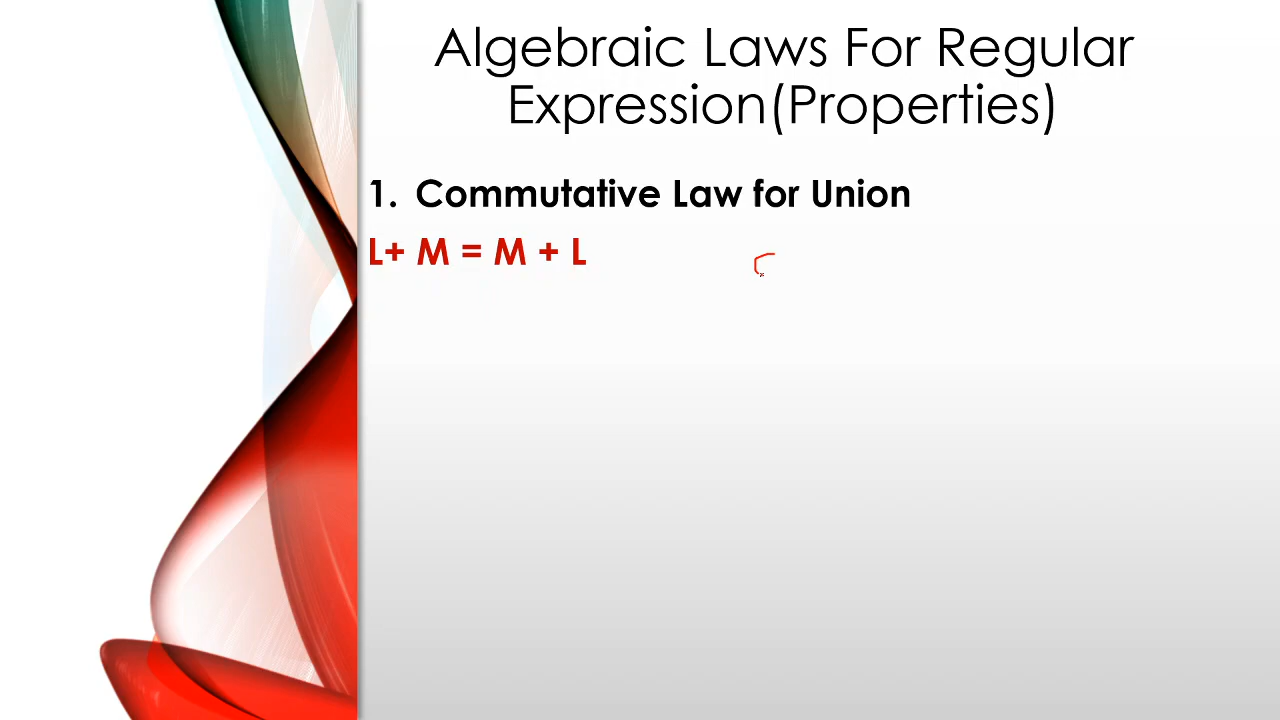 Algebraic Laws For Regular
Expression(Properties)
1. Commutative Law for Union
L+ M = M + L